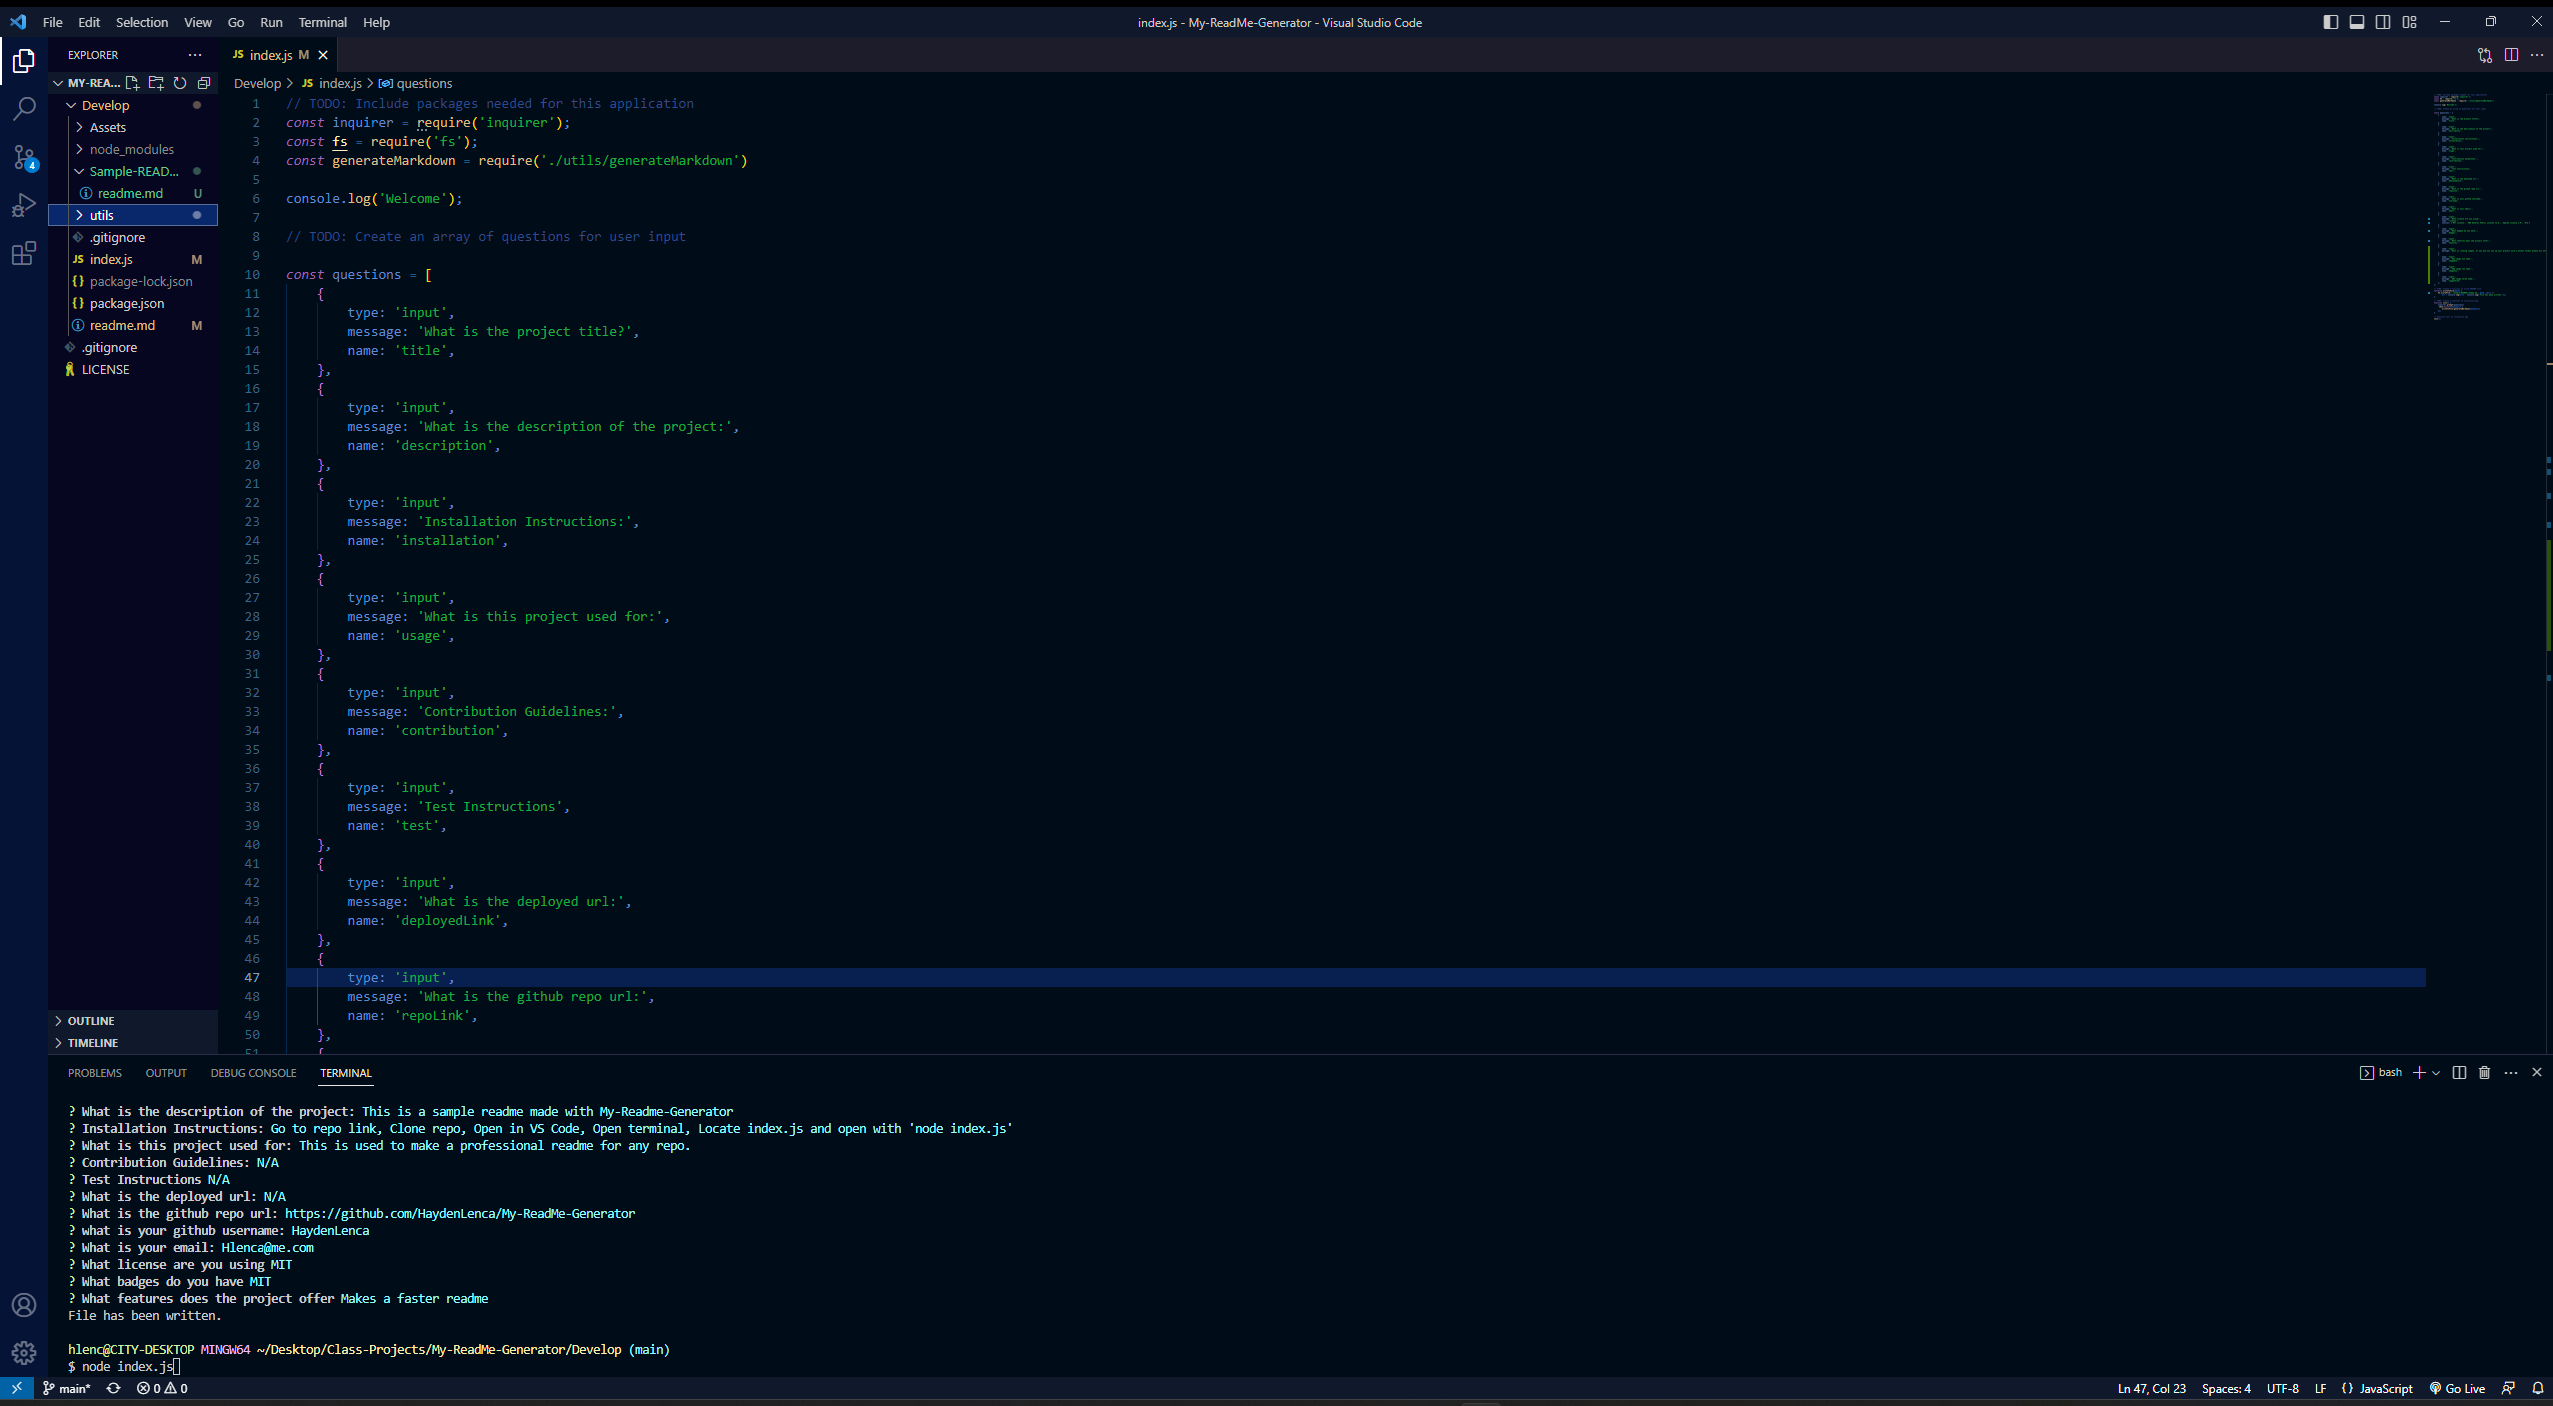 File Edit Selection View Go Run Terminal Help
index.js - My-ReadMe-Generator - Visual Studio Code
EXPLORER
MY-REA...
Develop
Assets
node_modules
Sample-READ...
readme.md U
utils
.gitignore
JS index.js M
{} package-lock.json
{} package.json
readme.md M
.gitignore
LICENSE
OUTLINE
TIMELINE
4
JS index.js M
Develop > JS index.js > questions
1 // TODO: Include packages needed for this application
2 const inquirer = require('inquirer');
3 const fs = require('fs');
4 const generateMarkdown = require('./utils/generateMarkdown')
5
6 console.log('Welcome');
7
8 // TODO: Create an array of questions for user input
9
10 const questions = [
11 {
12 type: 'input',
13 message: 'What is the project title?',
14 name: 'title',
15 },
16 {
17 type: 'input',
18 message: 'What is the description of the project:',
19 name: 'description',
20 },
21 {
22 type: 'input',
23 message: 'Installation Instructions:',
24 name: 'installation',
25 },
26 {
27 type: 'input',
28 message: 'What is this project used for:',
29 name: 'usage',
30 },
31 {
32 type: 'input',
33 message: 'Contribution Guidelines:',
34 name: 'contribution',
35 },
36 {
37 type: 'input',
38 message: 'Test Instructions',
39 name: 'test',
40 },
41 {
42 type: 'input',
43 message: 'What is the deployed url:',
44 name: 'deployedLink',
45 },
46 {
47 type: 'input',
48 message: 'What is the github repo url:',
49 name: 'repoLink',
50 },
51 {
PROBLEMS OUTPUT DEBUG CONSOLE TERMINAL
bash
? What is the description of the project: This is a sample readme made with My-Readme-Generator
? Installation Instructions: Go to repo link, Clone repo, Open in VS Code, Open terminal, Locate index.js and open with 'node index.js'
? What is this project used for: This is used to make a professional readme for any repo.
? Contribution Guidelines: N/A
? Test Instructions N/A
? What is the deployed url: N/A
? What is the github repo url: https://github.com/HaydenLenca/My-ReadMe-Generator
? what is your github username: HaydenLenca
? What is your email: Hlenca@me.com
? What license are you using MIT
? What badges do you have MIT
? What features does the project offer Makes a faster readme
File has been written.
hlenc@CITY-DESKTOP MINGW64 ~/Desktop/Class-Projects/My-ReadMe-Generator/Develop (main)
$ node index.js
main* 0 0
Ln 47, Col 23 Spaces: 4 UTF-8 LF {} JavaScript Go Live